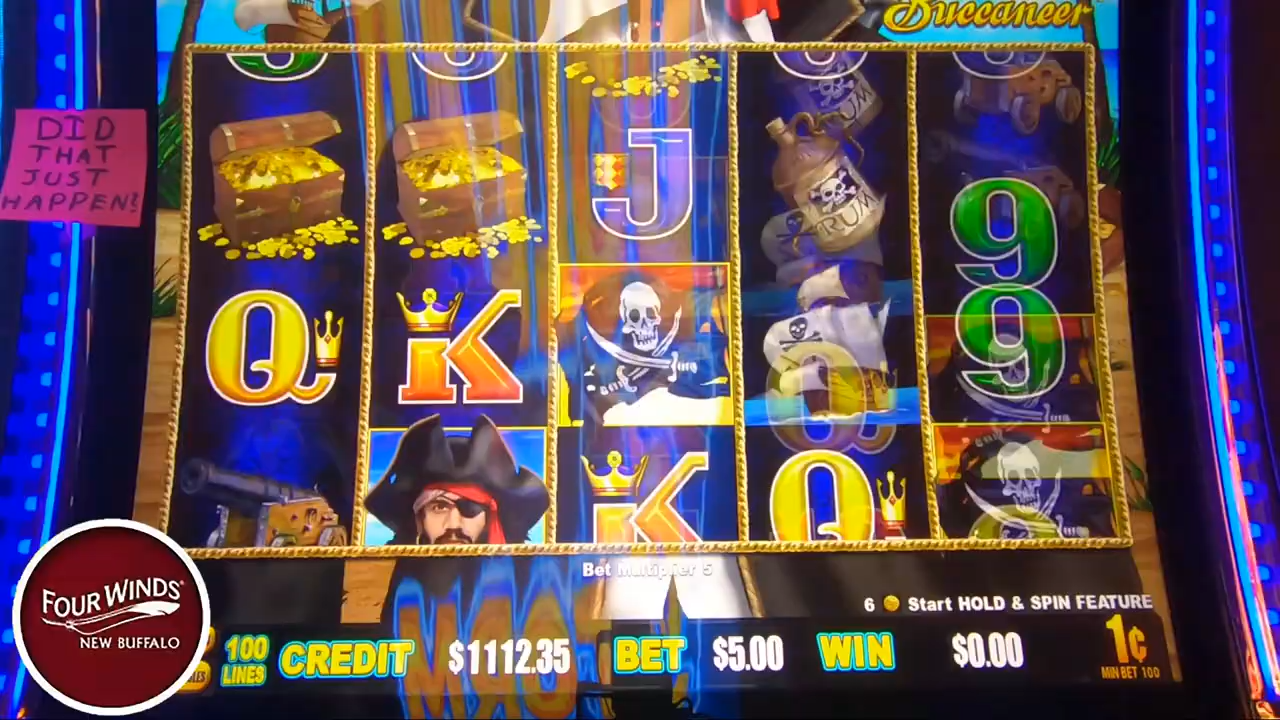 Buccaneer
DID
THAT
JUST
HAPPEN?
J
RUM
RUM
9
Q
K
9
Q
K
Q
Bet Multiplier 5
6 Start HOLD & SPIN FEATURE
100
LINES
CREDIT $1112.35 BET $5.00 WIN $0.00
1¢
MIN BET 100
FOUR WINDS
NEW BUFFALO